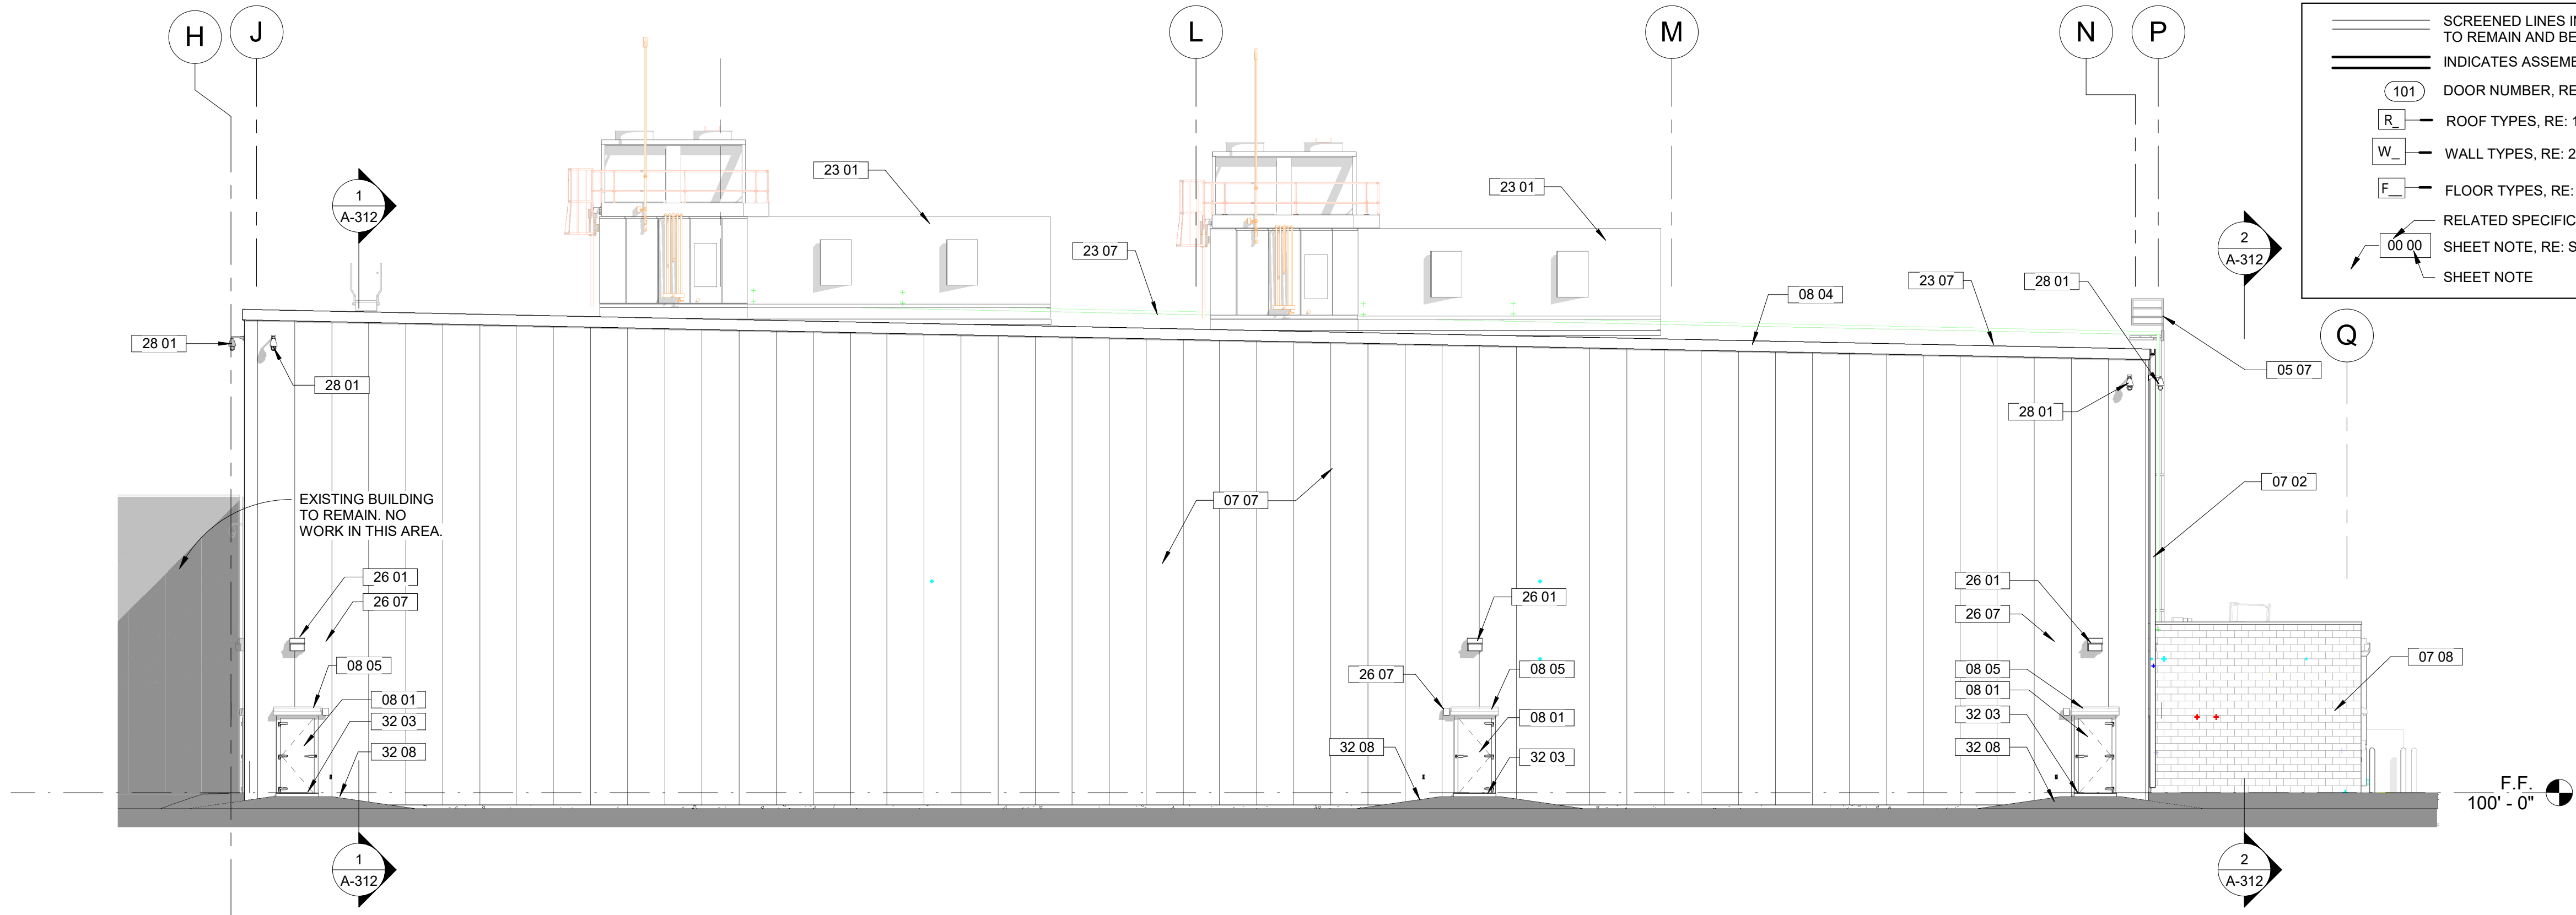 H
J
L
M
N
P
SCREENED LINES I
TO REMAIN AND BE
INDICATES ASSEME
101 DOOR NUMBER, RE
R_ ROOF TYPES, RE: 1
W_ WALL TYPES, RE: 2
F__ FLOOR TYPES, RE:
RELATED SPECIFIC
00 00 SHEET NOTE, RE: S
SHEET NOTE
1
A-312
23 01
23 01
2
A-312
23 07
23 07
28 01
08 04
28 01
28 01
05 07
Q
28 01
28 01
07 02
07 07
EXISTING BUILDING
TO REMAIN. NO
WORK IN THIS AREA.
26 01
26 07
08 05
08 01
32 03
32 08
26 01
26 07
08 05
08 01
32 08
32 03
26 01
26 07
08 05
08 01
32 03
32 08
07 08
F.F.
100' - 0"
1
A-312
2
A-312